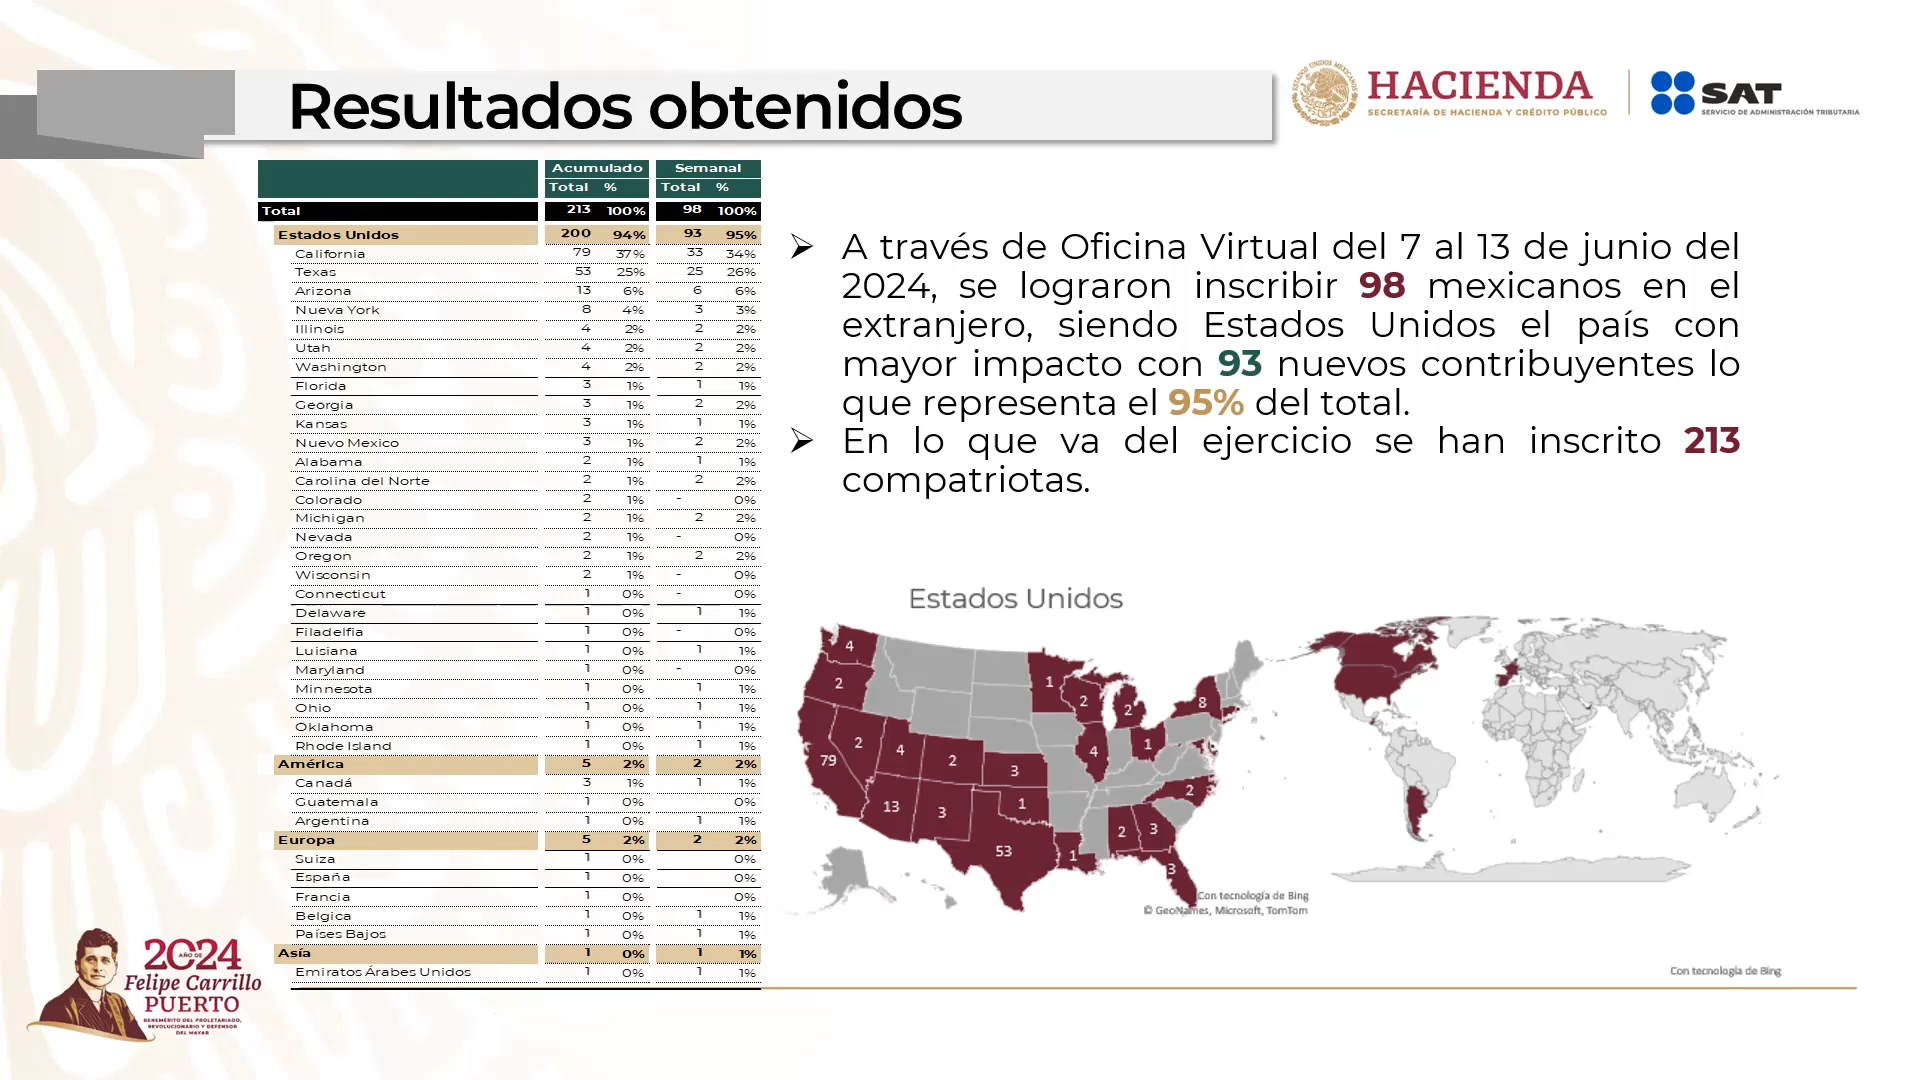 Resultados obtenidos
HACIENDA
SECRETARÍA DE HACIENDA Y CRÉDITO PÚBLICO
SAT
SERVICIO DE ADMINISTRACIÓN TRIBUTARIA
Acumulado Semanal
Total % Total %
Total 213 100% 98 100%
Estados Unidos 200 94% 93 95%
California 79 37% 33 34%
Texas 53 25% 25 26%
Arizona 13 6% 6 6%
Nueva York 8 4% 3 3%
Illinois 4 2% 2 2%
Utah 4 2% 2 2%
Washington 4 2% 2 2%
Florida 3 1% 1 1%
Georgia 3 1% 2 2%
Kansas 3 1% 1 1%
Nuevo Mexico 3 1% 2 2%
Alabama 2 1% 1 1%
Carolina del Norte 2 1% 2 2%
Colorado 2 1% - 0%
Michigan 2 1% 2 2%
Nevada 2 1% - 0%
Oregon 2 1% 2 2%
Wisconsin 2 1% - 0%
Connecticut 1 0% - 0%
Delaware 1 0% 1 1%
Filadelfia 1 0% - 0%
Luisiana 1 0% 1 1%
Maryland 1 0% - 0%
Minnesota 1 0% 1 1%
Ohio 1 0% 1 1%
Oklahoma 1 0% 1 1%
Rhode Island 1 0% 1 1%
América 5 2% 2 2%
Canadá 3 1% 1 1%
Guatemala 1 0% 0%
Argentina 1 0% 1 1%
Europa 5 2% 2 2%
Suiza 1 0% 0%
España 1 0% 0%
Francia 1 0% 0%
Belgica 1 0% 1 1%
Países Bajos 1 0% 1 1%
Asía 1 0% 1 1%
Emiratos Árabes Unidos 1 0% 1 1%
A través de Oficina Virtual del 7 al 13 de junio del
2024, se lograron inscribir 98 mexicanos en el
extranjero, siendo Estados Unidos el país con
mayor impacto con 93 nuevos contribuyentes lo
que representa el 95% del total.
En lo que va del ejercicio se han inscrito 213
compatriotas.
Estados Unidos
4
2
1
2
2
8
79
2
4
2
3
4
1
13
3
1
2
53
1
2
3
3
Con tecnología de Bing
© GeoNames, Microsoft, TomTom
Con tecnología de Bing
2024
AÑO DE
Felipe Carrillo
PUERTO
BENEMÉRITO DEL PROLETARIADO,
REVOLUCIONARIO Y DEFENSOR
DEL MAYAB